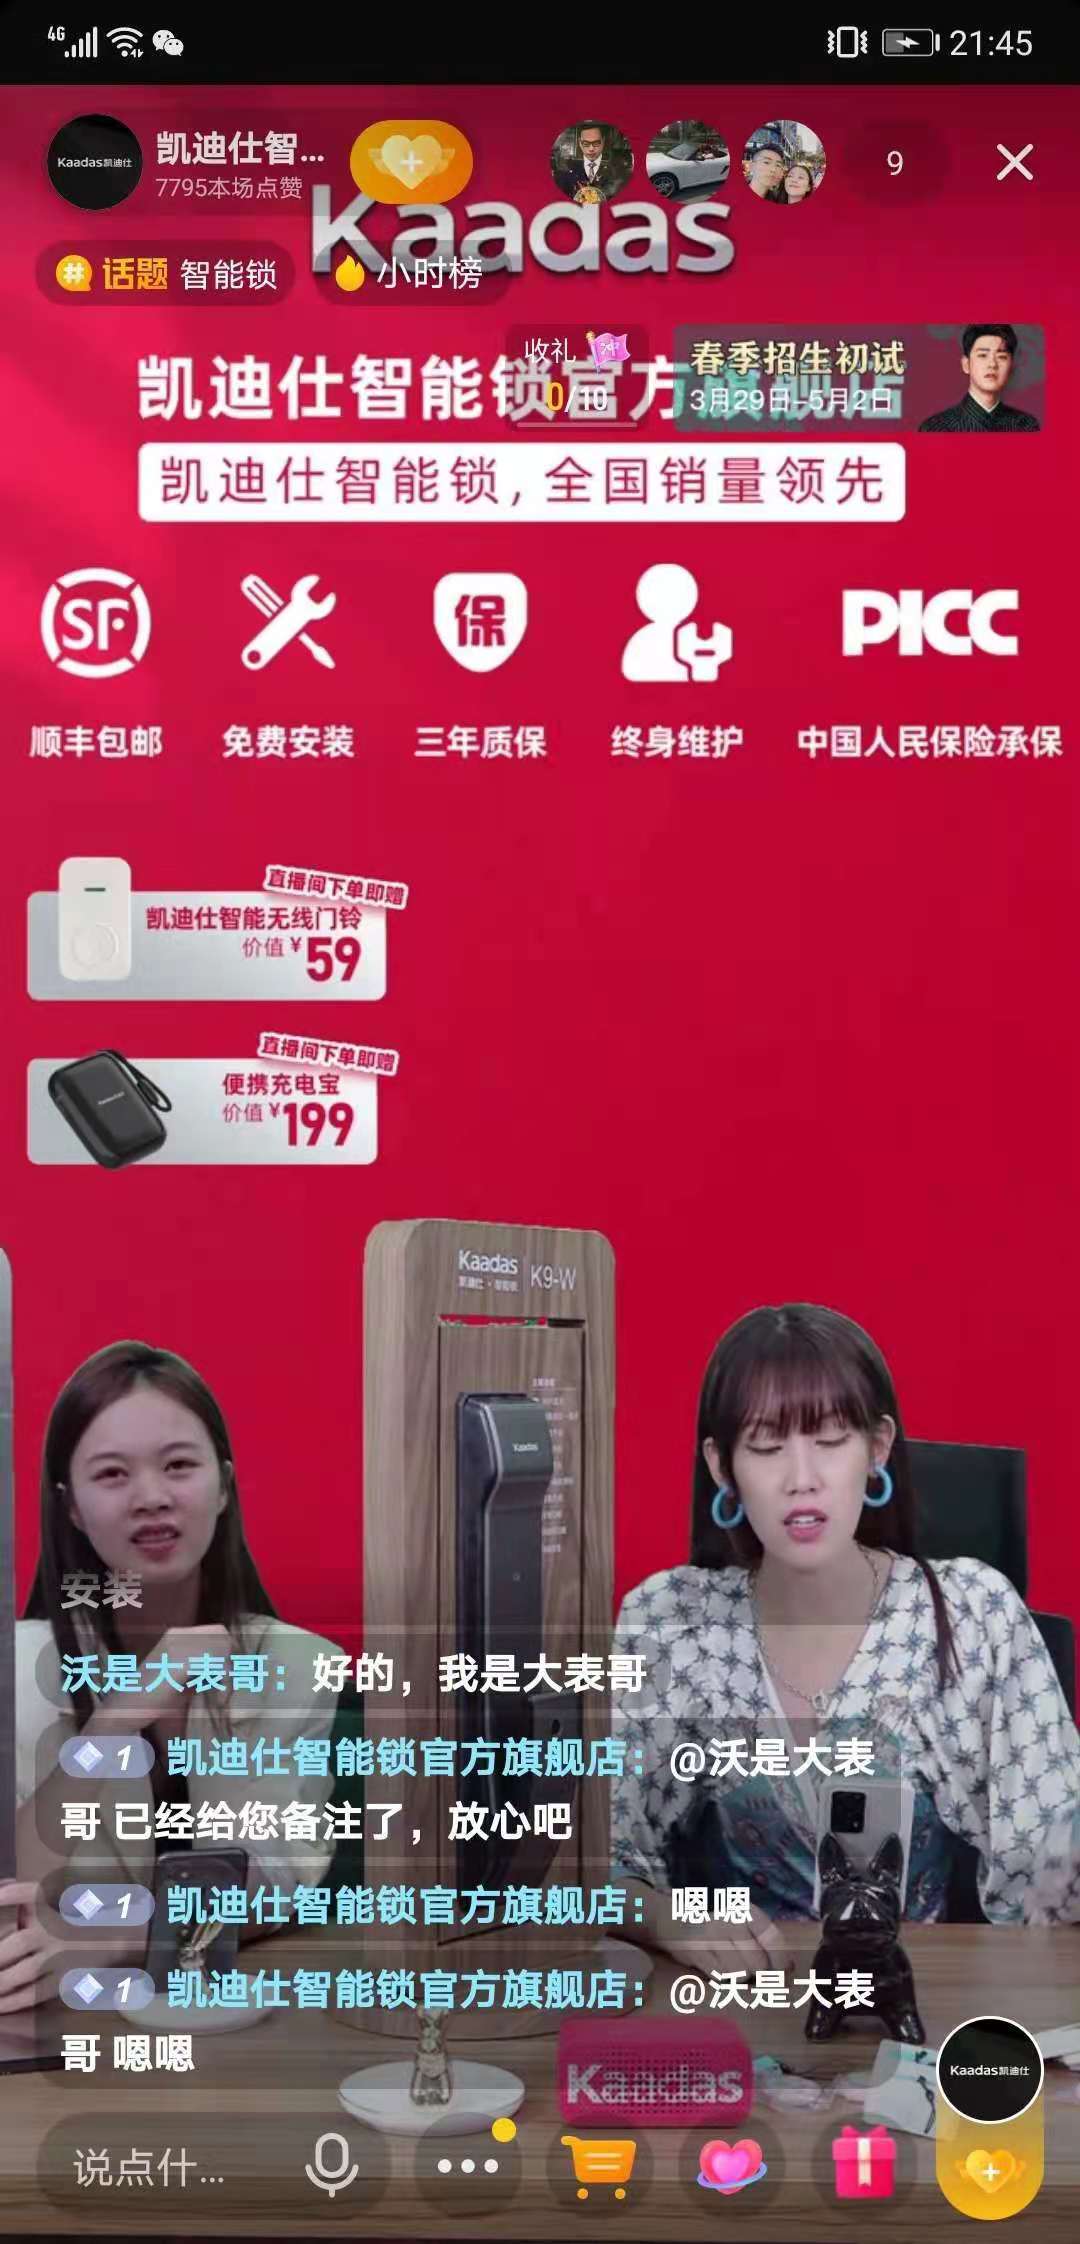 4G
21:45
Kaadas凯迪仕
凯迪仕智...
7795本场点赞
9
Kaadas
话题 智能锁
小时榜
收礼
0/10
春季招生初试
3月29日-5月2日
凯迪仕智能锁官方旗舰店
凯迪仕智能锁,全国销量领先
SF
保
PICC
顺丰包邮
免费安装
三年质保
终身维护
中国人民保险承保
直播间下单即赠
凯迪仕智能无线门铃
价值¥59
直播间下单即赠
便携充电宝
价值¥199
Kaadas
K9-W
Kaadas
安装
沃是大表哥：好的，我是大表哥
1 凯迪仕智能锁官方旗舰店：@沃是大表
哥 已经给您备注了，放心吧
1 凯迪仕智能锁官方旗舰店：嗯嗯
1 凯迪仕智能锁官方旗舰店：@沃是大表
哥 嗯嗯
Kaadas
Kaadas凯迪仕
说点什...